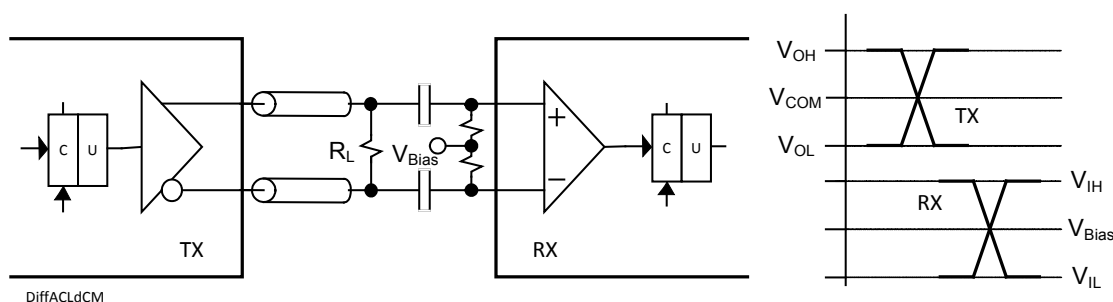 C U
TX
R_L
V_Bias
+
−
RX
C U
DiffACLdCM
V_OH
V_COM
TX
V_OL
RX
V_IH
V_Bias
V_IL